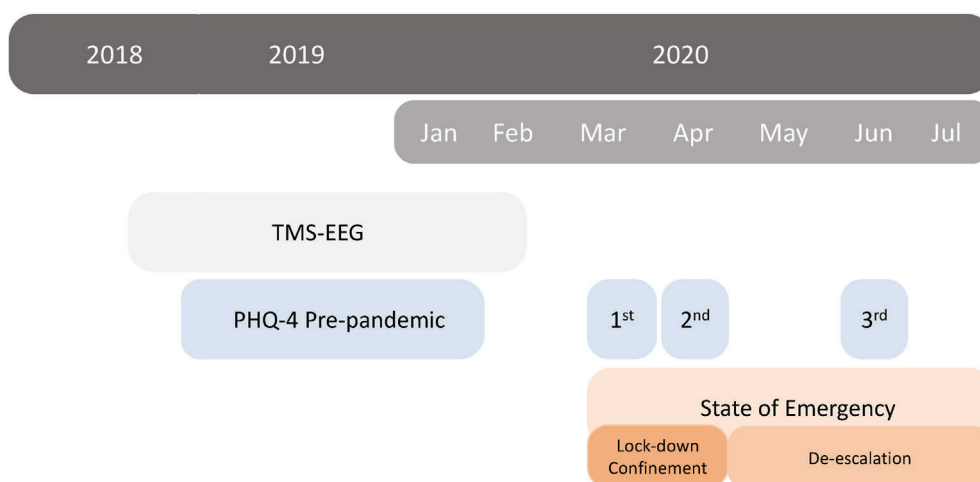 2018 2019 2020
Jan Feb Mar Apr May Jun Jul
TMS-EEG
PHQ-4 Pre-pandemic 1st 2nd 3rd
State of Emergency
Lock-down
Confinement
De-escalation